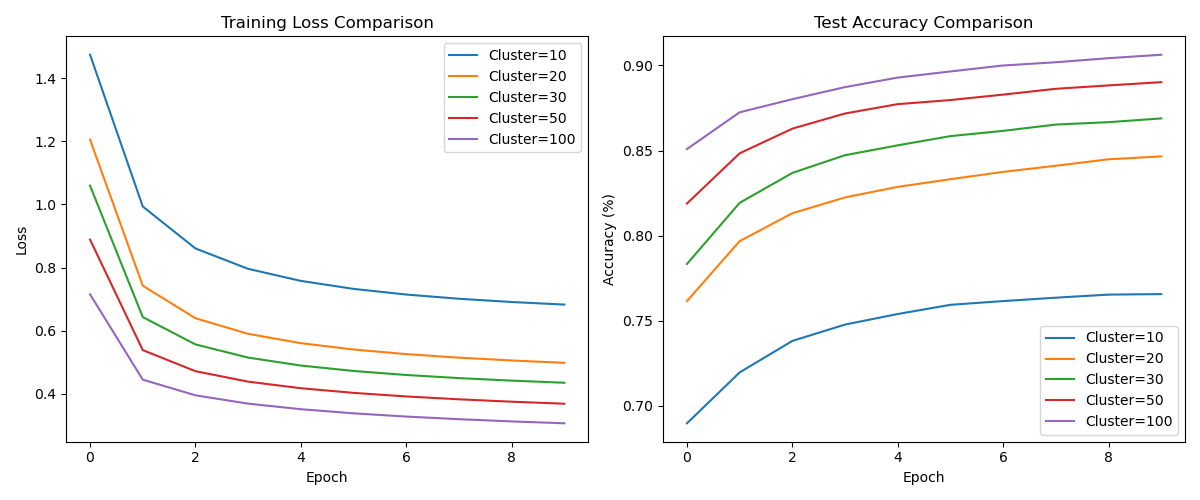 Training Loss Comparison
Loss
1.4
1.2
1.0
0.8
0.6
0.4
0 2 4 6 8
Epoch
Cluster=10
Cluster=20
Cluster=30
Cluster=50
Cluster=100
Test Accuracy Comparison
Accuracy (%)
0.90
0.85
0.80
0.75
0.70
0 2 4 6 8
Epoch
Cluster=10
Cluster=20
Cluster=30
Cluster=50
Cluster=100